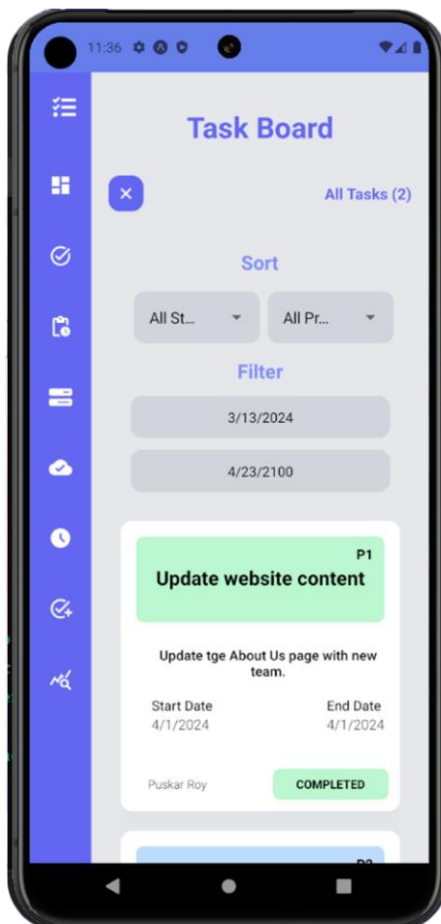 11:36
Task Board
All Tasks (2)
Sort
All St...
All Pr...
Filter
3/13/2024
4/23/2100
P1
Update website content
Update tge About Us page with new
team.
Start Date
End Date
4/1/2024
4/1/2024
Puskar Roy
COMPLETED